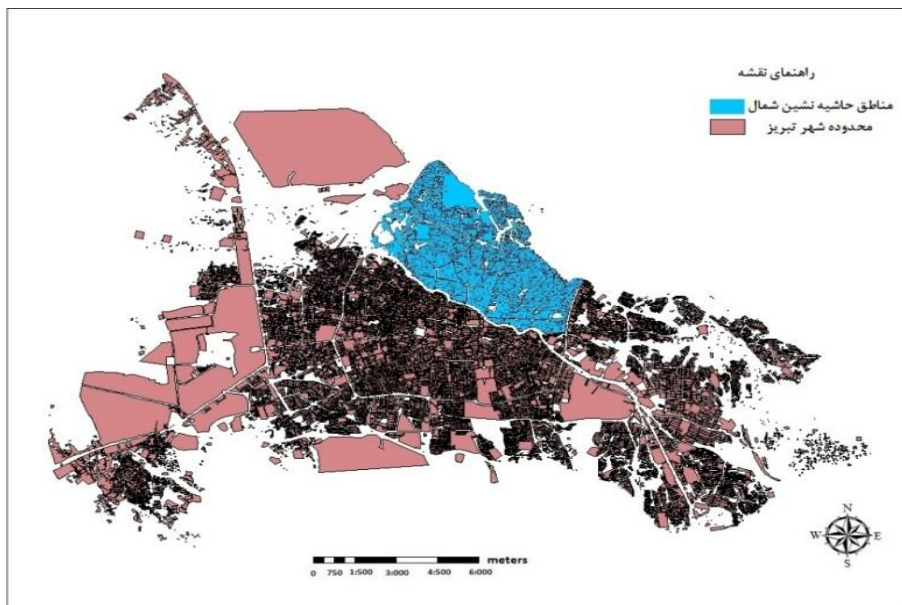 راهنمای نقشه
مناطق حاشیه نشین شمال
محدوده شهر تبریز
N
W E
S
meters
0 750 1:500 3:000 4:500 6:000